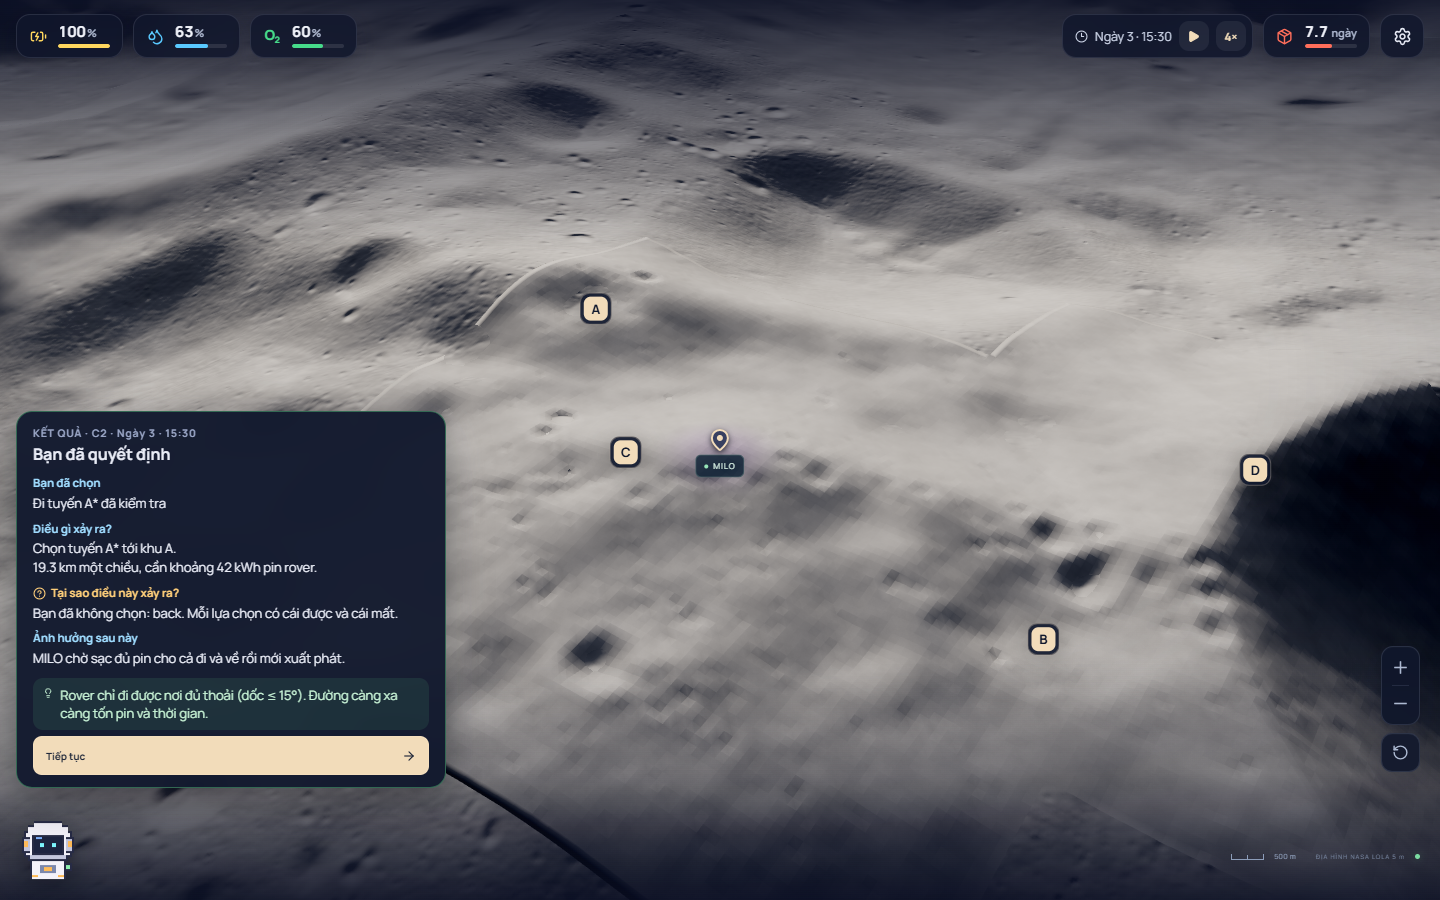 100%
63%
O₂ 60%
Ngày 3 · 15:30
4×
7.7 ngày
A
C
MILO
D
B
KẾT QUẢ · C2 · Ngày 3 · 15:30
Bạn đã quyết định
Bạn đã chọn
Đi tuyến A* đã kiểm tra
Điều gì xảy ra?
Chọn tuyến A* tới khu A.
19.3 km một chiều, cần khoảng 42 kWh pin rover.
Tại sao điều này xảy ra?
Bạn đã không chọn: back. Mỗi lựa chọn có cái được và cái mất.
Ảnh hưởng sau này
MILO chờ sạc đủ pin cho cả đi và về rồi mới xuất phát.
Rover chỉ đi được nơi đủ thoải (dốc ≤ 15°). Đường càng xa
càng tốn pin và thời gian.
Tiếp tục
500 m
ĐỊA HÌNH NASA LOLA 5 m